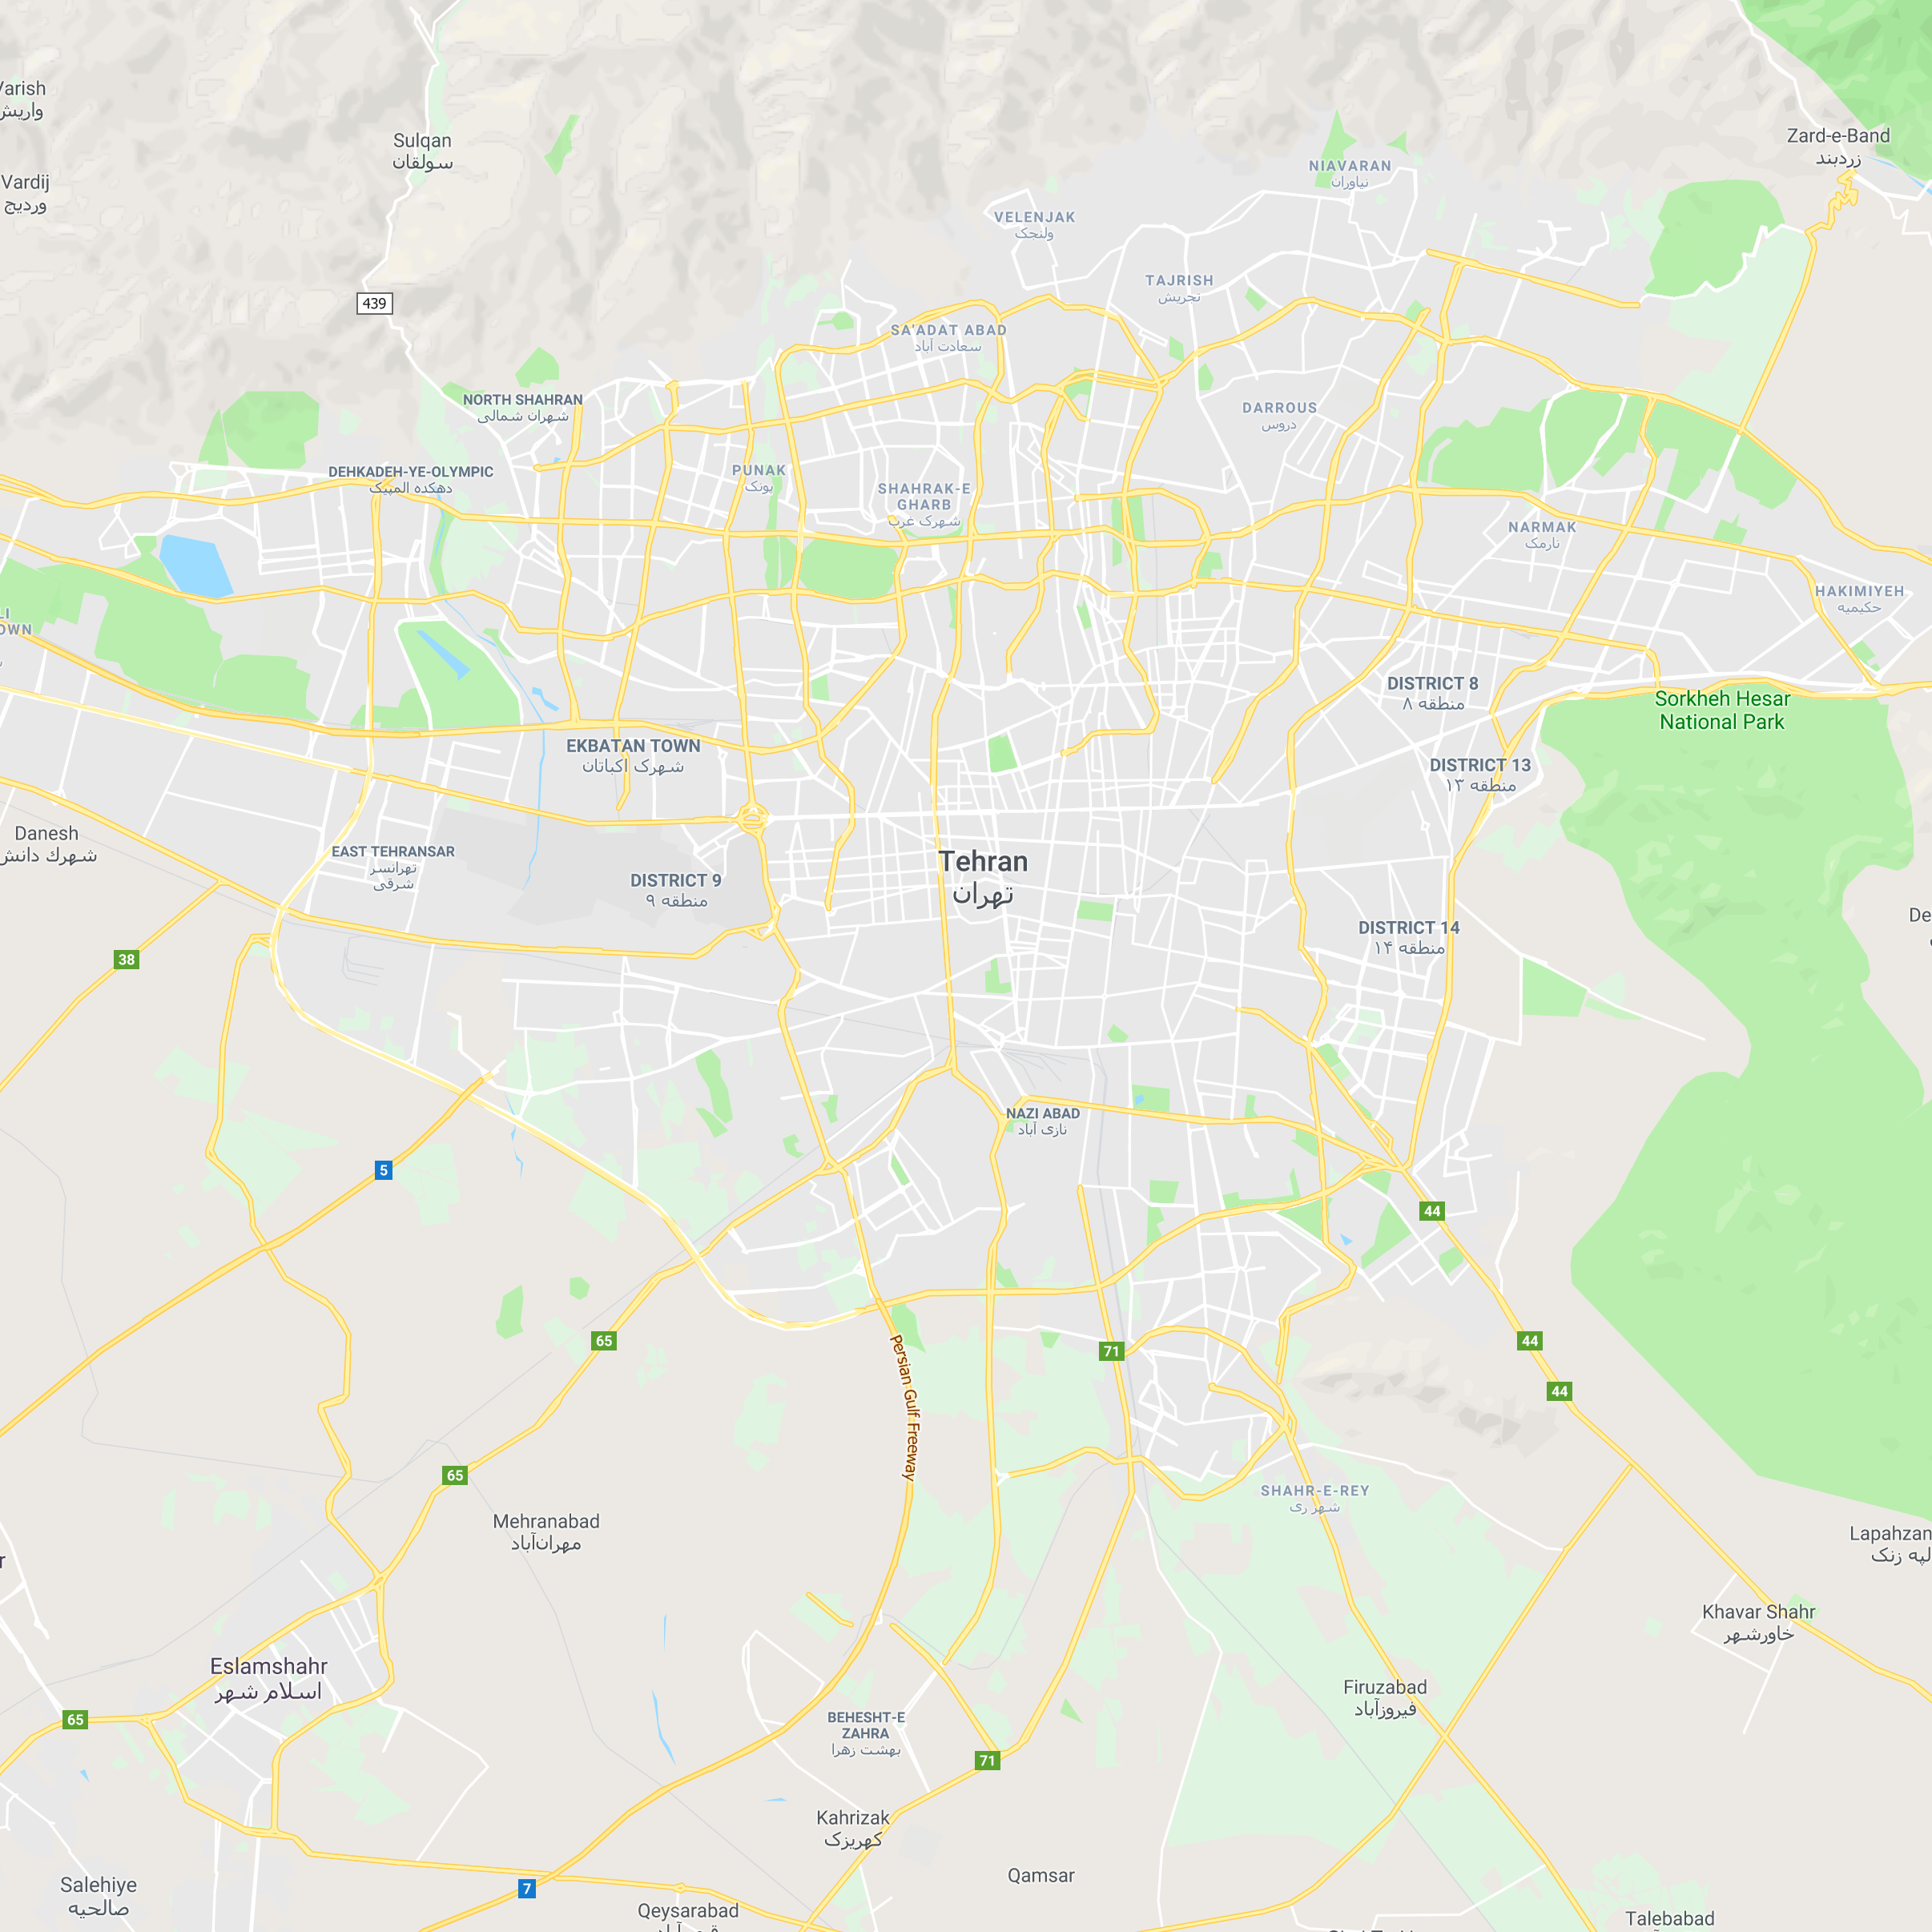 Varish
واریش
Sulqan
سولقان
Zard-e-Band
زردبند
NIAVARAN
نیاوران
Vardij
وردیج
VELENJAK
ولنجک
TAJRISH
تجریش
439
SA'ADAT ABAD
سعادت آباد
NORTH SHAHRAN
شهران شمالی
DARROUS
دروس
DEHKADEH-YE-OLYMPIC
دهکده المپیک
PUNAK
پونک
SHAHRAK-E
GHARB
شهرک غرب
NARMAK
نارمک
HAKIMIYEH
حکیمیه
LI
OWN
DISTRICT 8
منطقه ۸
Sorkheh Hesar
National Park
EKBATAN TOWN
شهرک اکباتان
DISTRICT 13
منطقه ۱۳
Danesh
شهرك دانش
EAST TEHRANSAR
تهرانسر
شرقی
Tehran
تهران
DISTRICT 9
منطقه ۹
DISTRICT 14
منطقه ۱۴
De
38
NAZI ABAD
نازی آباد
5
44
65
71
44
44
Persian Gulf Freeway
65
SHAHR-E-REY
شهر ری
Mehranabad
مهران‌آباد
Lapahzan
لپه زنک
Khavar Shahr
خاورشهر
Eslamshahr
اسلام شهر
Firuzabad
فیروزآباد
65
BEHESHT-E
ZAHRA
بهشت زهرا
71
Kahrizak
کهریزک
Qamsar
Salehiye
صالحیه
7
Qeysarabad
Talebabad